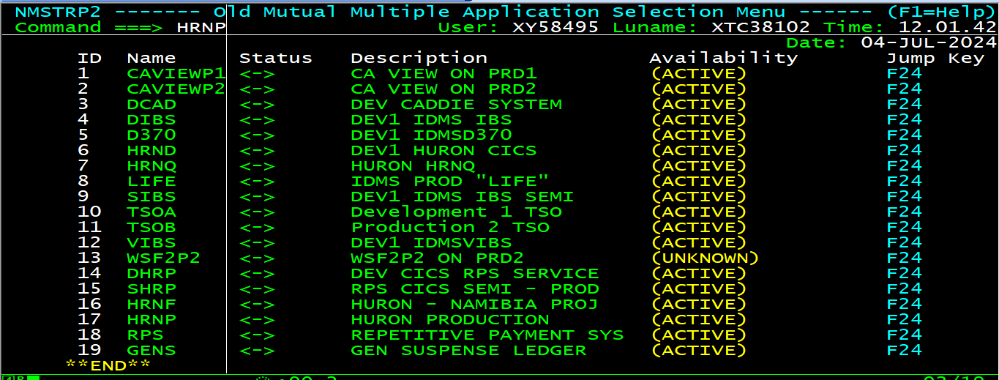 NMSTRP2 ------- Old Mutual Multiple Application Selection Menu ------ (F1=Help)
Command ===> HRNP User: XY58495 Luname: XTC38102 Time: 12.01.42
Date: 04-JUL-2024
ID Name Status Description Availability Jump Key
1 CAVIEWP1 <-> CA VIEW ON PRD1 (ACTIVE) F24
2 CAVIEWP2 <-> CA VIEW ON PRD2 (ACTIVE) F24
3 DCAD <-> DEV CADDIE SYSTEM (ACTIVE) F24
4 DIBS <-> DEV1 IDMS IBS (ACTIVE) F24
5 D370 <-> DEV1 IDMSD370 (ACTIVE) F24
6 HRND <-> DEV1 HURON CICS (ACTIVE) F24
7 HRNQ <-> HURON HRNQ (ACTIVE) F24
8 LIFE <-> IDMS PROD "LIFE" (ACTIVE) F24
9 SIBS <-> DEV1 IDMS IBS SEMI (ACTIVE) F24
10 TSOA <-> Development 1 TSO (ACTIVE) F24
11 TSOB <-> Production 2 TSO (ACTIVE) F24
12 VIBS <-> DEV1 IDMSVIBS (ACTIVE) F24
13 WSF2P2 <-> WSF2P2 ON PRD2 (UNKNOWN) F24
14 DHRP <-> DEV CICS RPS SERVICE (ACTIVE) F24
15 SHRP <-> RPS CICS SEMI - PROD (ACTIVE) F24
16 HRNF <-> HURON - NAMIBIA PROJ (ACTIVE) F24
17 HRNP <-> HURON PRODUCTION (ACTIVE) F24
18 RPS <-> REPETITIVE PAYMENT SYS (ACTIVE) F24
19 GENS <-> GEN SUSPENSE LEDGER (ACTIVE) F24
**END**